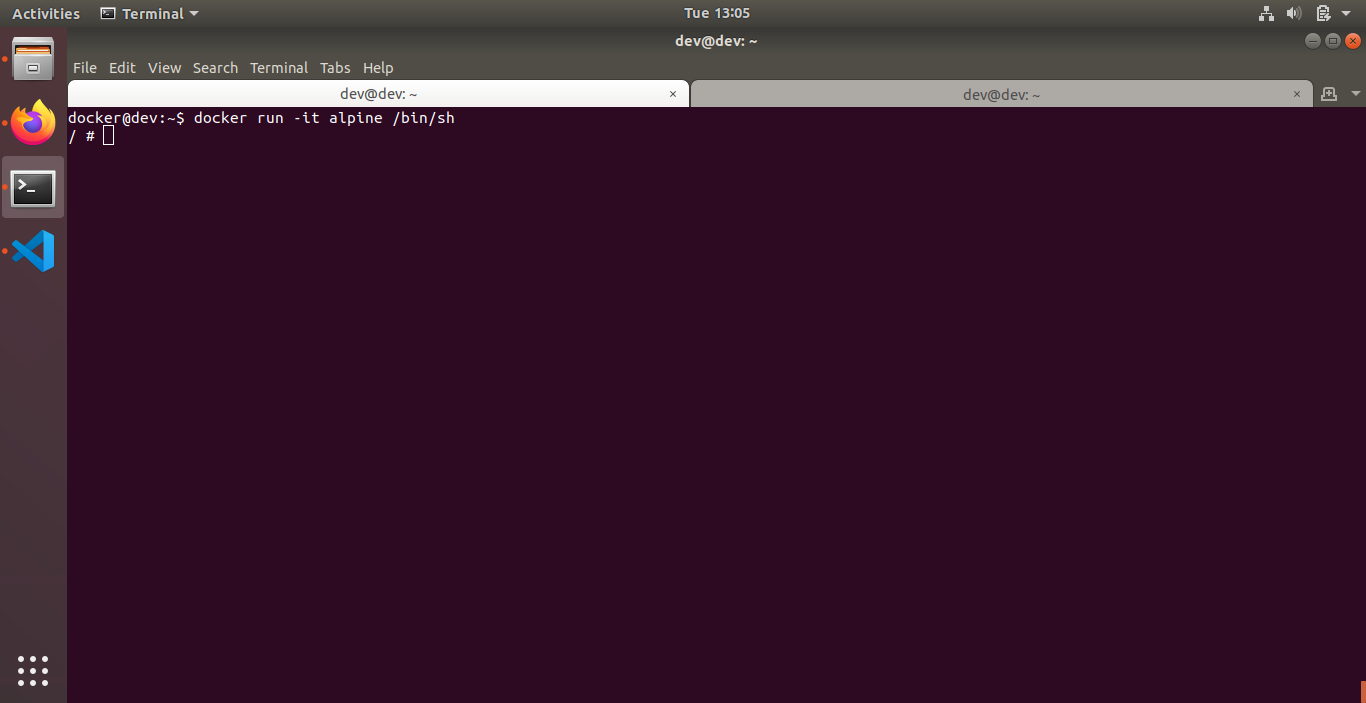 Activities Terminal Tue 13:05
dev@dev: ~
File Edit View Search Terminal Tabs Help
dev@dev: ~ × dev@dev: ~ ×
docker@dev:~$ docker run -it alpine /bin/sh
/ #